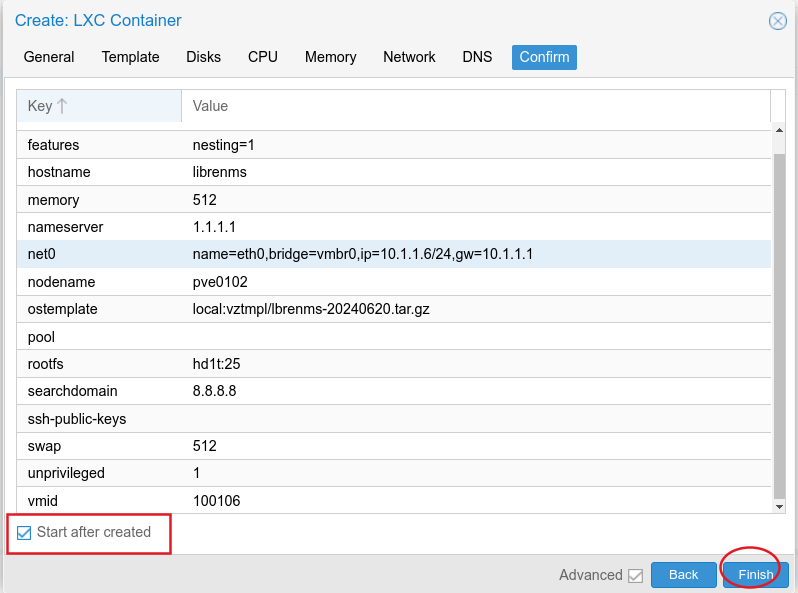 Create: LXC Container
General Template Disks CPU Memory Network DNS Confirm
Key Value
features nesting=1
hostname librenms
memory 512
nameserver 1.1.1.1
net0 name=eth0,bridge=vmbr0,ip=10.1.1.6/24,gw=10.1.1.1
nodename pve0102
ostemplate local:vztmpl/lbrenms-20240620.tar.gz
pool
rootfs hd1t:25
searchdomain 8.8.8.8
ssh-public-keys
swap 512
unprivileged 1
vmid 100106
Start after created
Advanced Back Finish